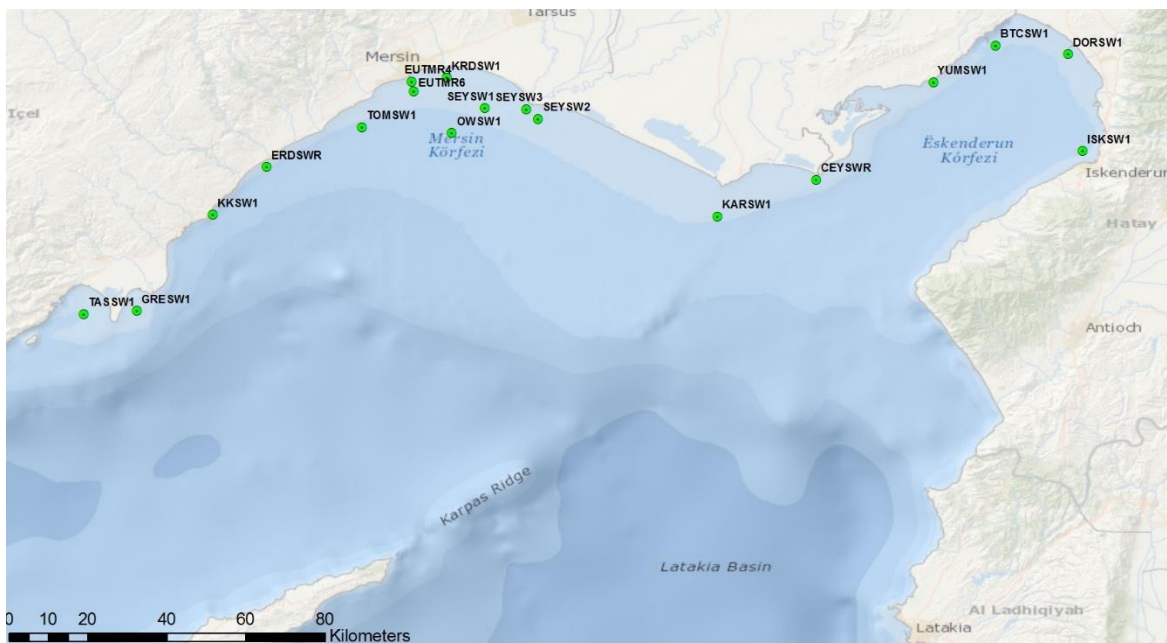 Tarsus
Mersin
BTCSW1
DORSW1
KRDSW1
EUTMR4
EUTMR6
YUMSW1
İçel
SEYSW1
SEYSW3
SEYSW2
TOMSW1
OWSW1
Mersin
Körfezi
Ëskenderun
Körfezi
ISKSW1
Iskenderun
ERDSWR
CEYSWR
KKSW1
KARSW1
Hatay
TASSW1
GRESW1
Antioch
Karpas Ridge
Latakia Basin
Al Ladhiqiyah
Latakia
0 10 20 40 60 80
Kilometers